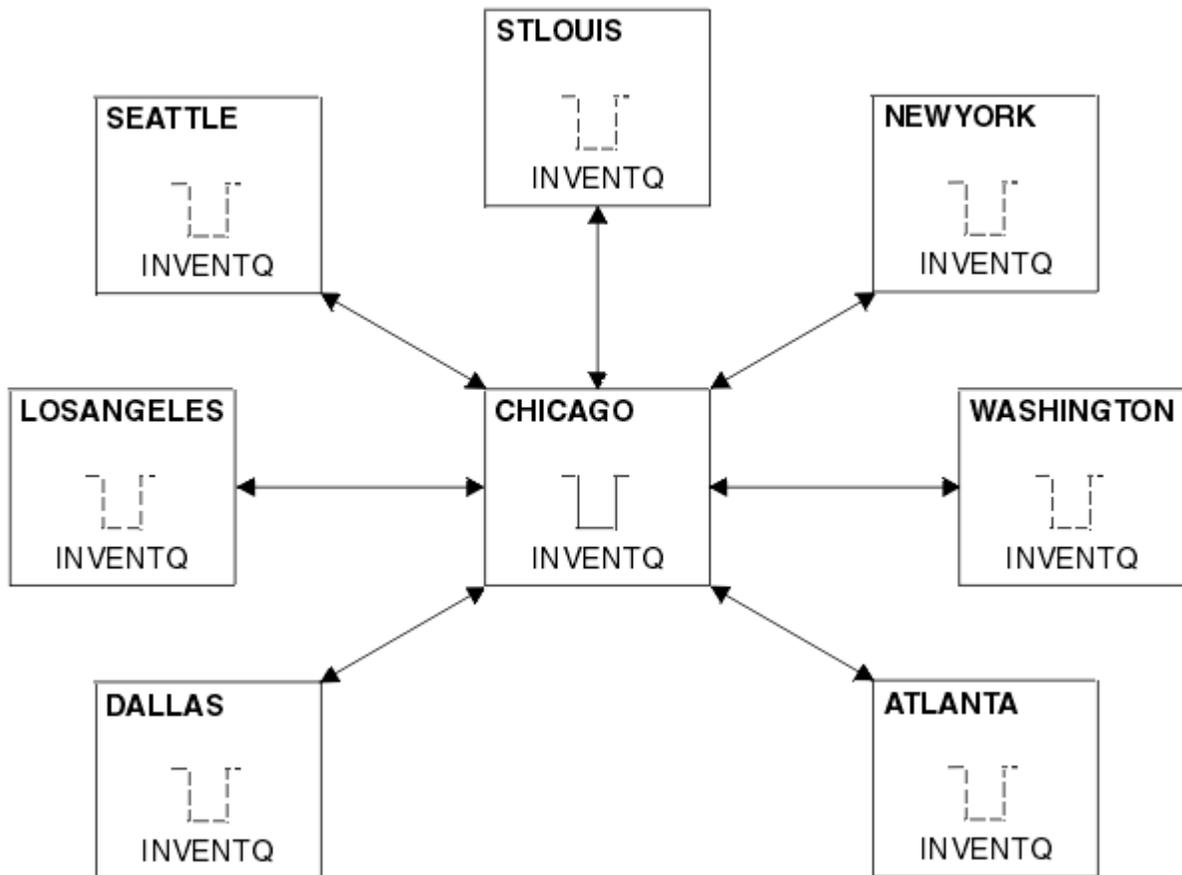 STLOUIS
INVENTQ
SEATTLE
INVENTQ
NEWYORK
INVENTQ
LOSANGELES
INVENTQ
CHICAGO
INVENTQ
WASHINGTON
INVENTQ
DALLAS
INVENTQ
ATLANTA
INVENTQ